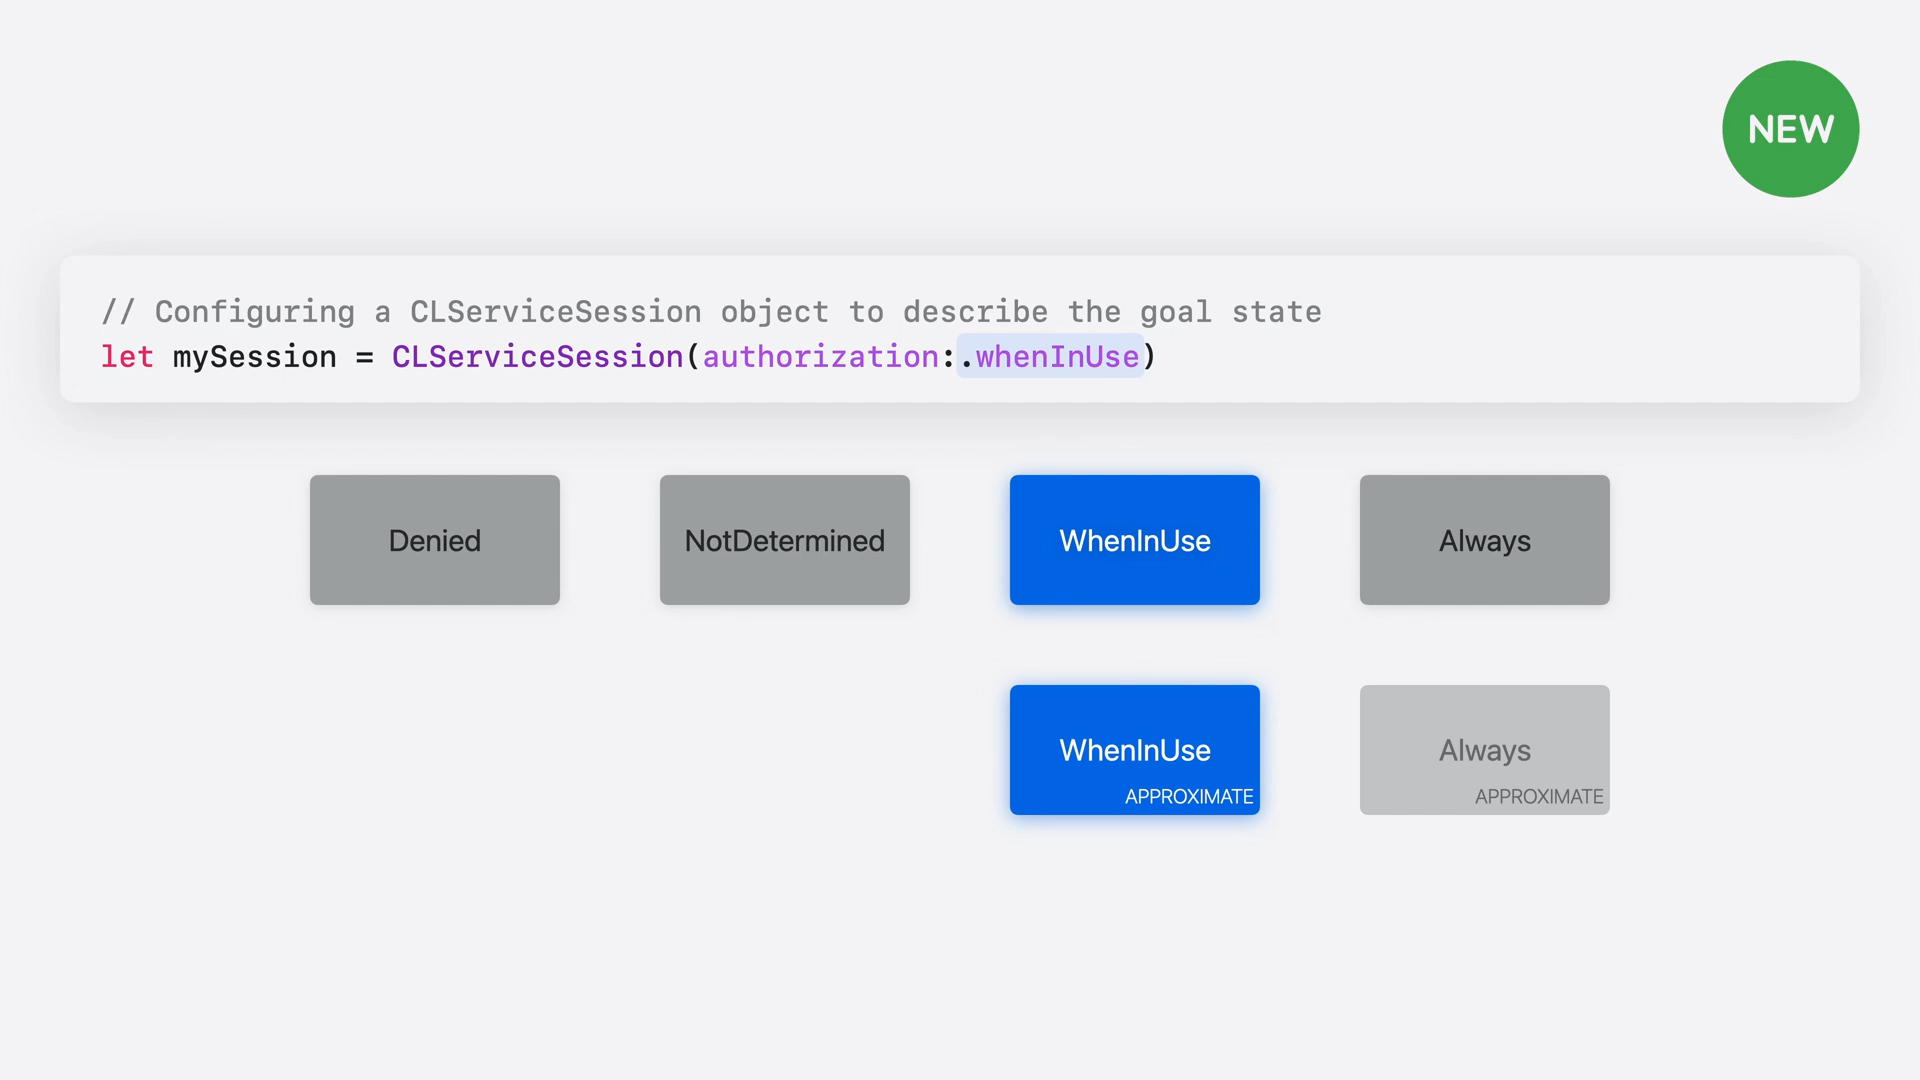 NEW
// Configuring a CLServiceSession object to describe the goal state
let mySession = CLServiceSession(authorization:.whenInUse)
Denied
NotDetermined
WhenInUse
Always
WhenInUse
APPROXIMATE
Always
APPROXIMATE